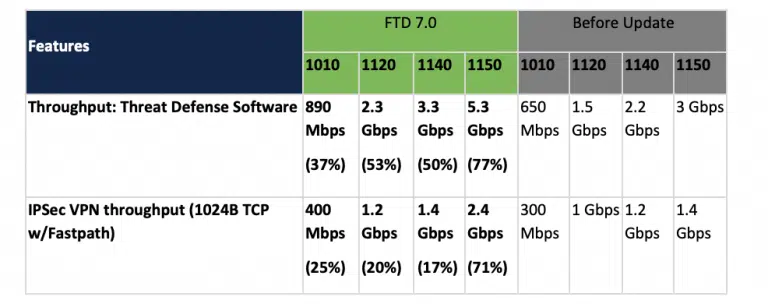 Features FTD 7.0 Before Update
1010 1120 1140 1150 1010 1120 1140 1150
Throughput: Threat Defense Software 890 Mbps (37%) 2.3 Gbps (53%) 3.3 Gbps (50%) 5.3 Gbps (77%) 650 Mbps 1.5 Gbps 2.2 Gbps 3 Gbps
IPSec VPN throughput (1024B TCP w/Fastpath) 400 Mbps (25%) 1.2 Gbps (20%) 1.4 Gbps (17%) 2.4 Gbps (71%) 300 Mbps 1 Gbps 1.2 Gbps 1.4 Gbps